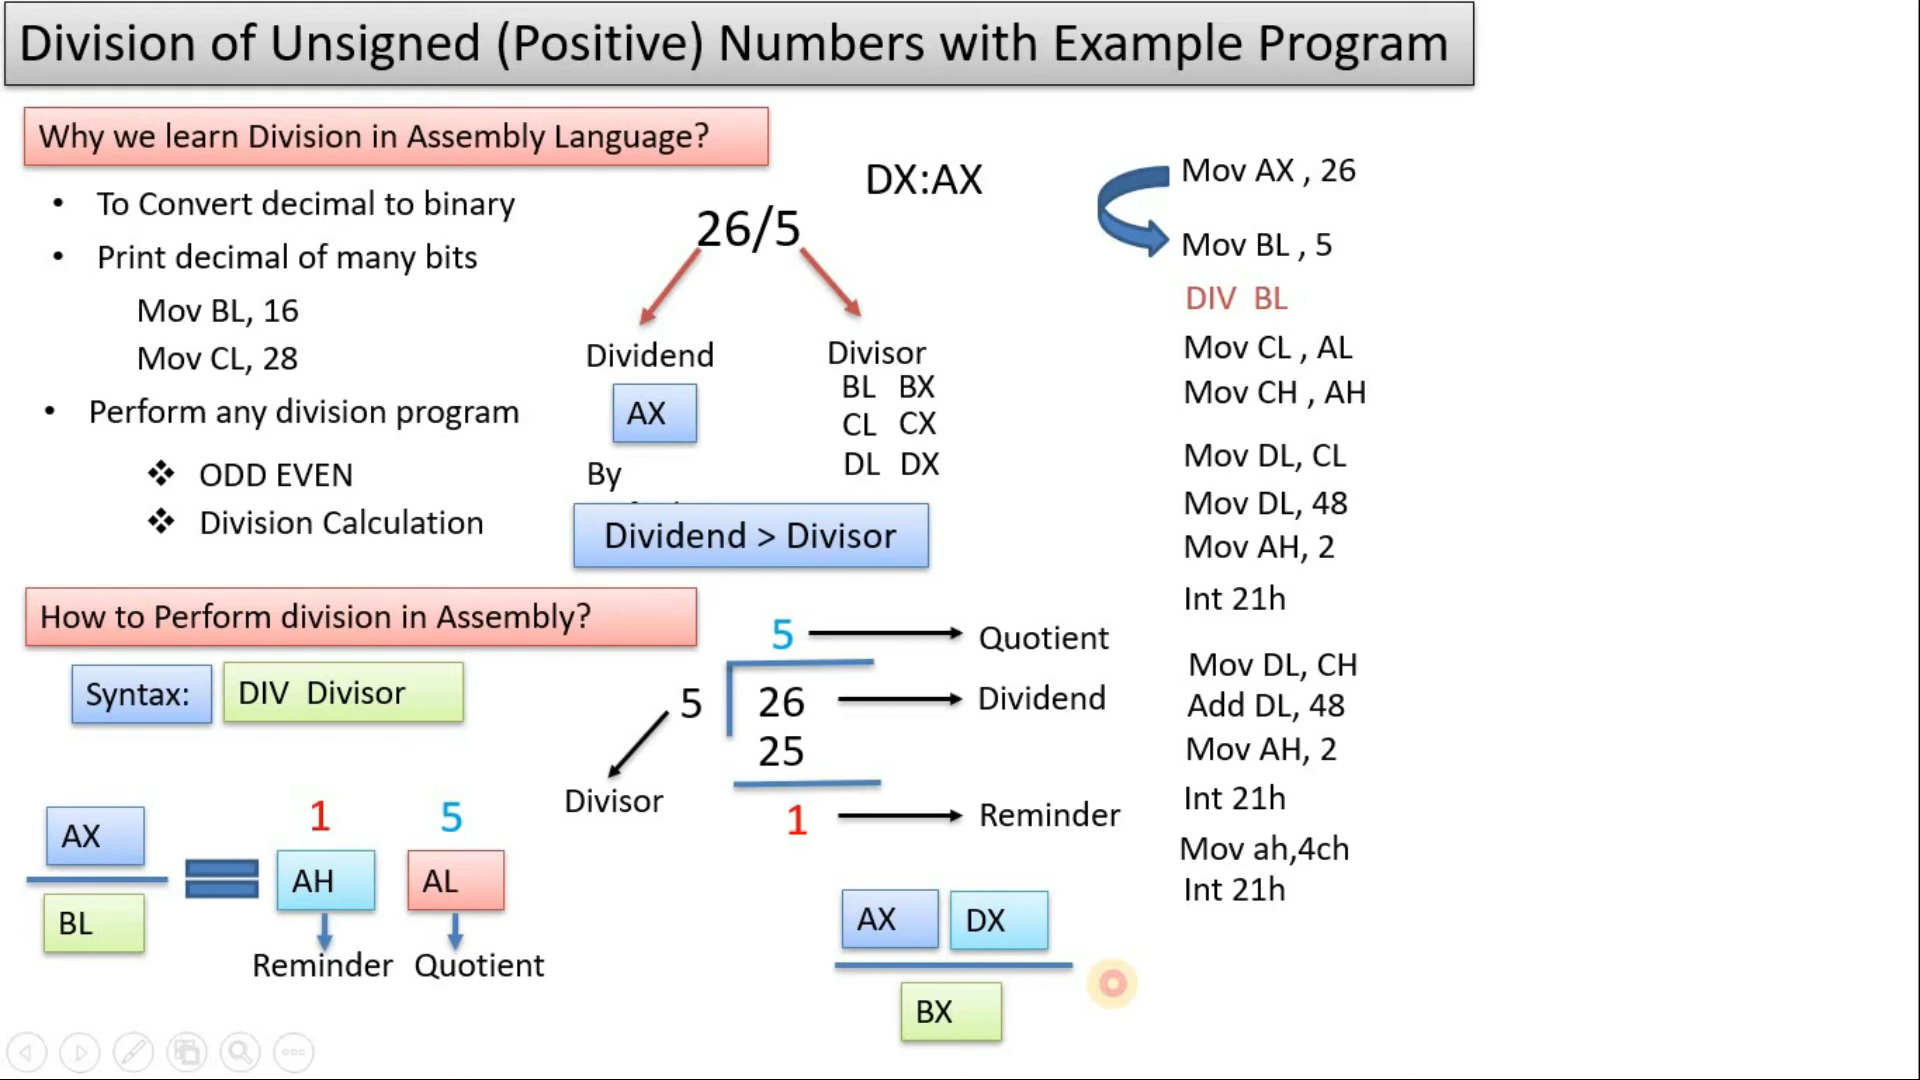 Division of Unsigned (Positive) Numbers with Example Program
Why we learn Division in Assembly Language?
• To Convert decimal to binary
• Print decimal of many bits
Mov BL, 16
Mov CL, 28
• Perform any division program
❖ ODD EVEN
❖ Division Calculation
DX:AX
26/5
Dividend
AX
By
Divisor
BL BX
CL CX
DL DX
Dividend > Divisor
How to Perform division in Assembly?
Syntax:
DIV Divisor
5
Quotient
5
26
Dividend
25
Divisor
1
Reminder
AX
BL
1
5
AH
AL
Reminder
Quotient
AX
DX
BX
Mov AX , 26
Mov BL , 5
DIV BL
Mov CL , AL
Mov CH , AH
Mov DL, CL
Mov DL, 48
Mov AH, 2
Int 21h
Mov DL, CH
Add DL, 48
Mov AH, 2
Int 21h
Mov ah,4ch
Int 21h